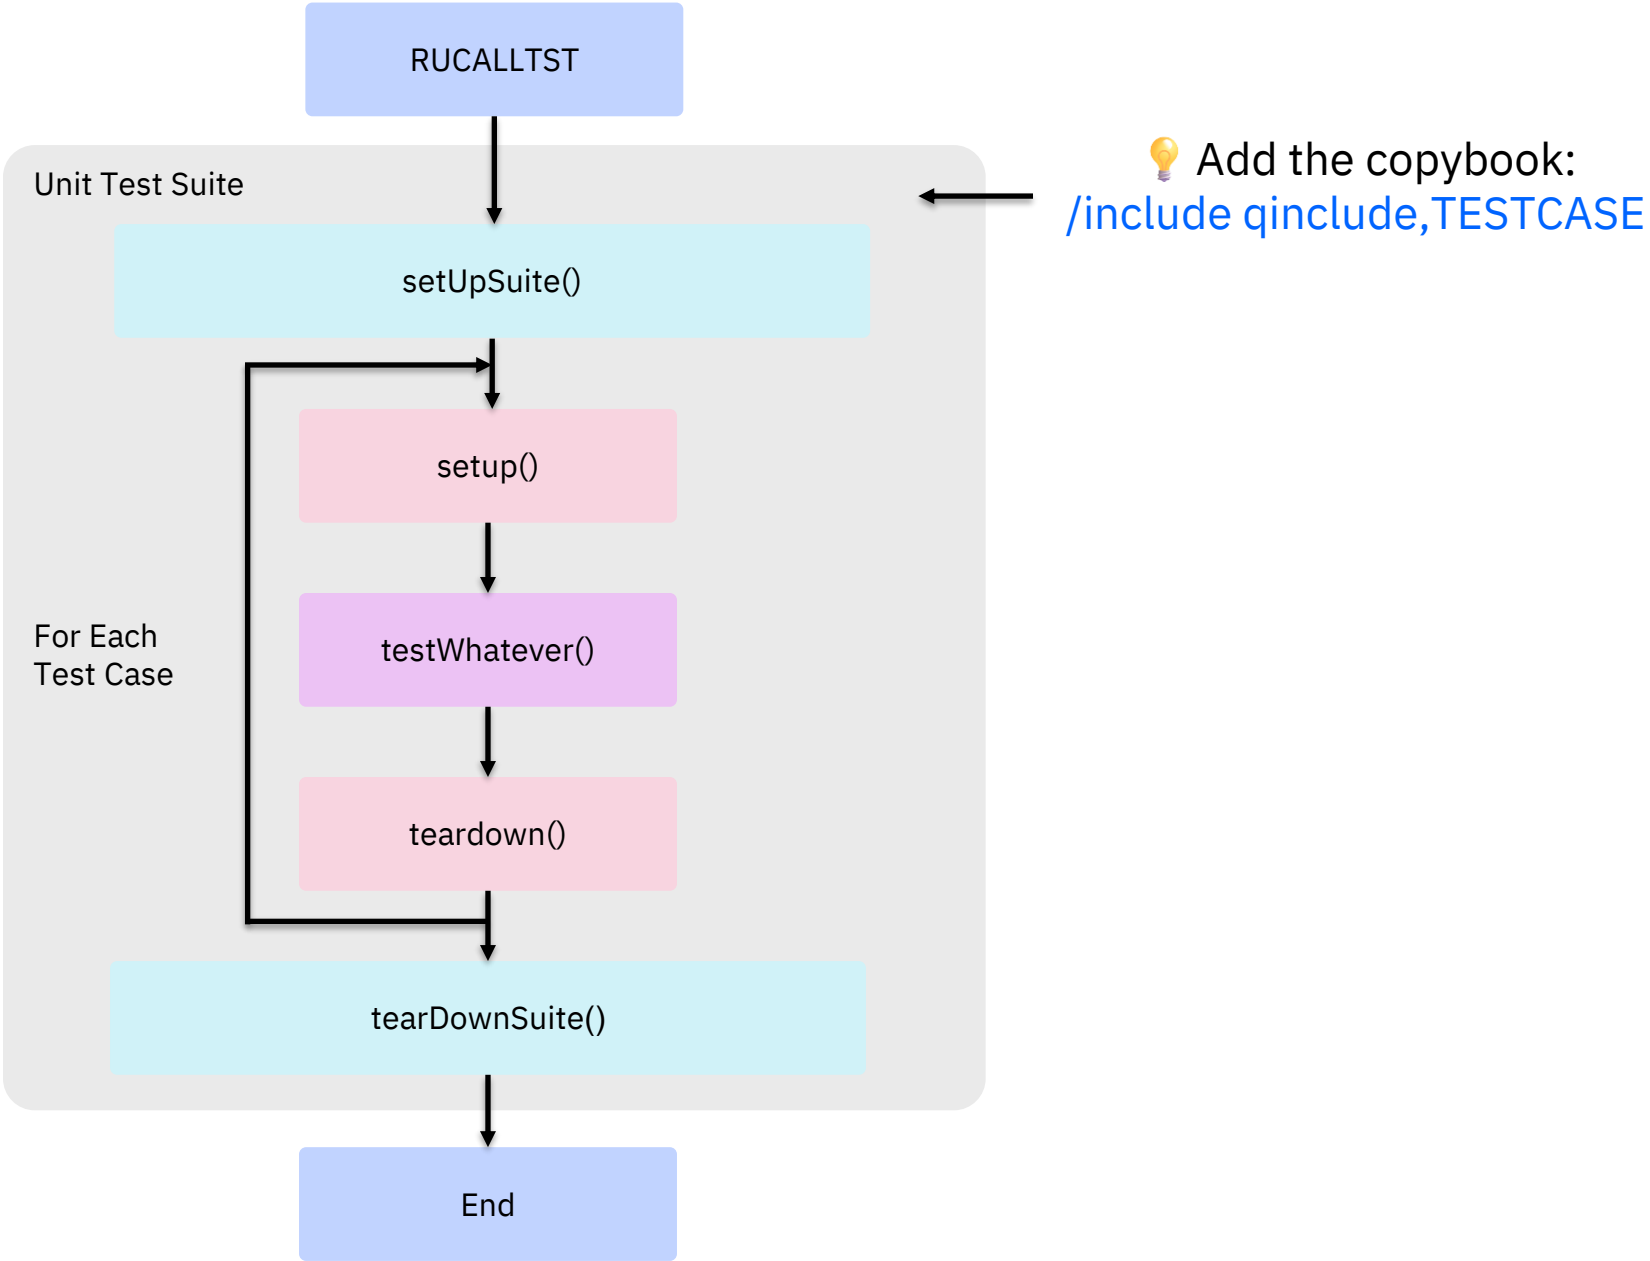 RUCALLTST
Unit Test Suite
💡 Add the copybook:
/include qinclude,TESTCASE
setUpSuite()
setup()
testWhatever()
For Each
Test Case
teardown()
tearDownSuite()
End